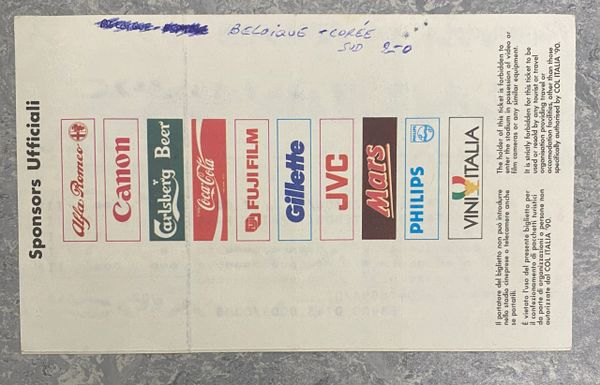 BELGIQUE - CORÉE
SUD 2-0
Sponsors Ufficiali
Alfa Romeo
Canon
Carlsberg Beer
Coca-Cola
FUJI FILM
Gillette
JVC
Mars
PHILIPS
PHILIPS
VINI ITALIA
Il portatore del biglietto non può introdurre
nello stadio cineprese o telecamere anche
se portatili.
È vietato l'uso del presente biglietto per
il confezionamento di pacchetti turistici
da parte di organizzazioni o persone non
autorizzate dal COL ITALIA '90.
The holder of this ticket is forbidden to
enter the stadium in possession of video or
film cameras or any similar equipment.
It is strictly forbidden for this ticket to be
used or resold by any tourist or travel
organisation providing travel or
accomodation facilities, other than those
specifically authorised by COL ITALIA '90.